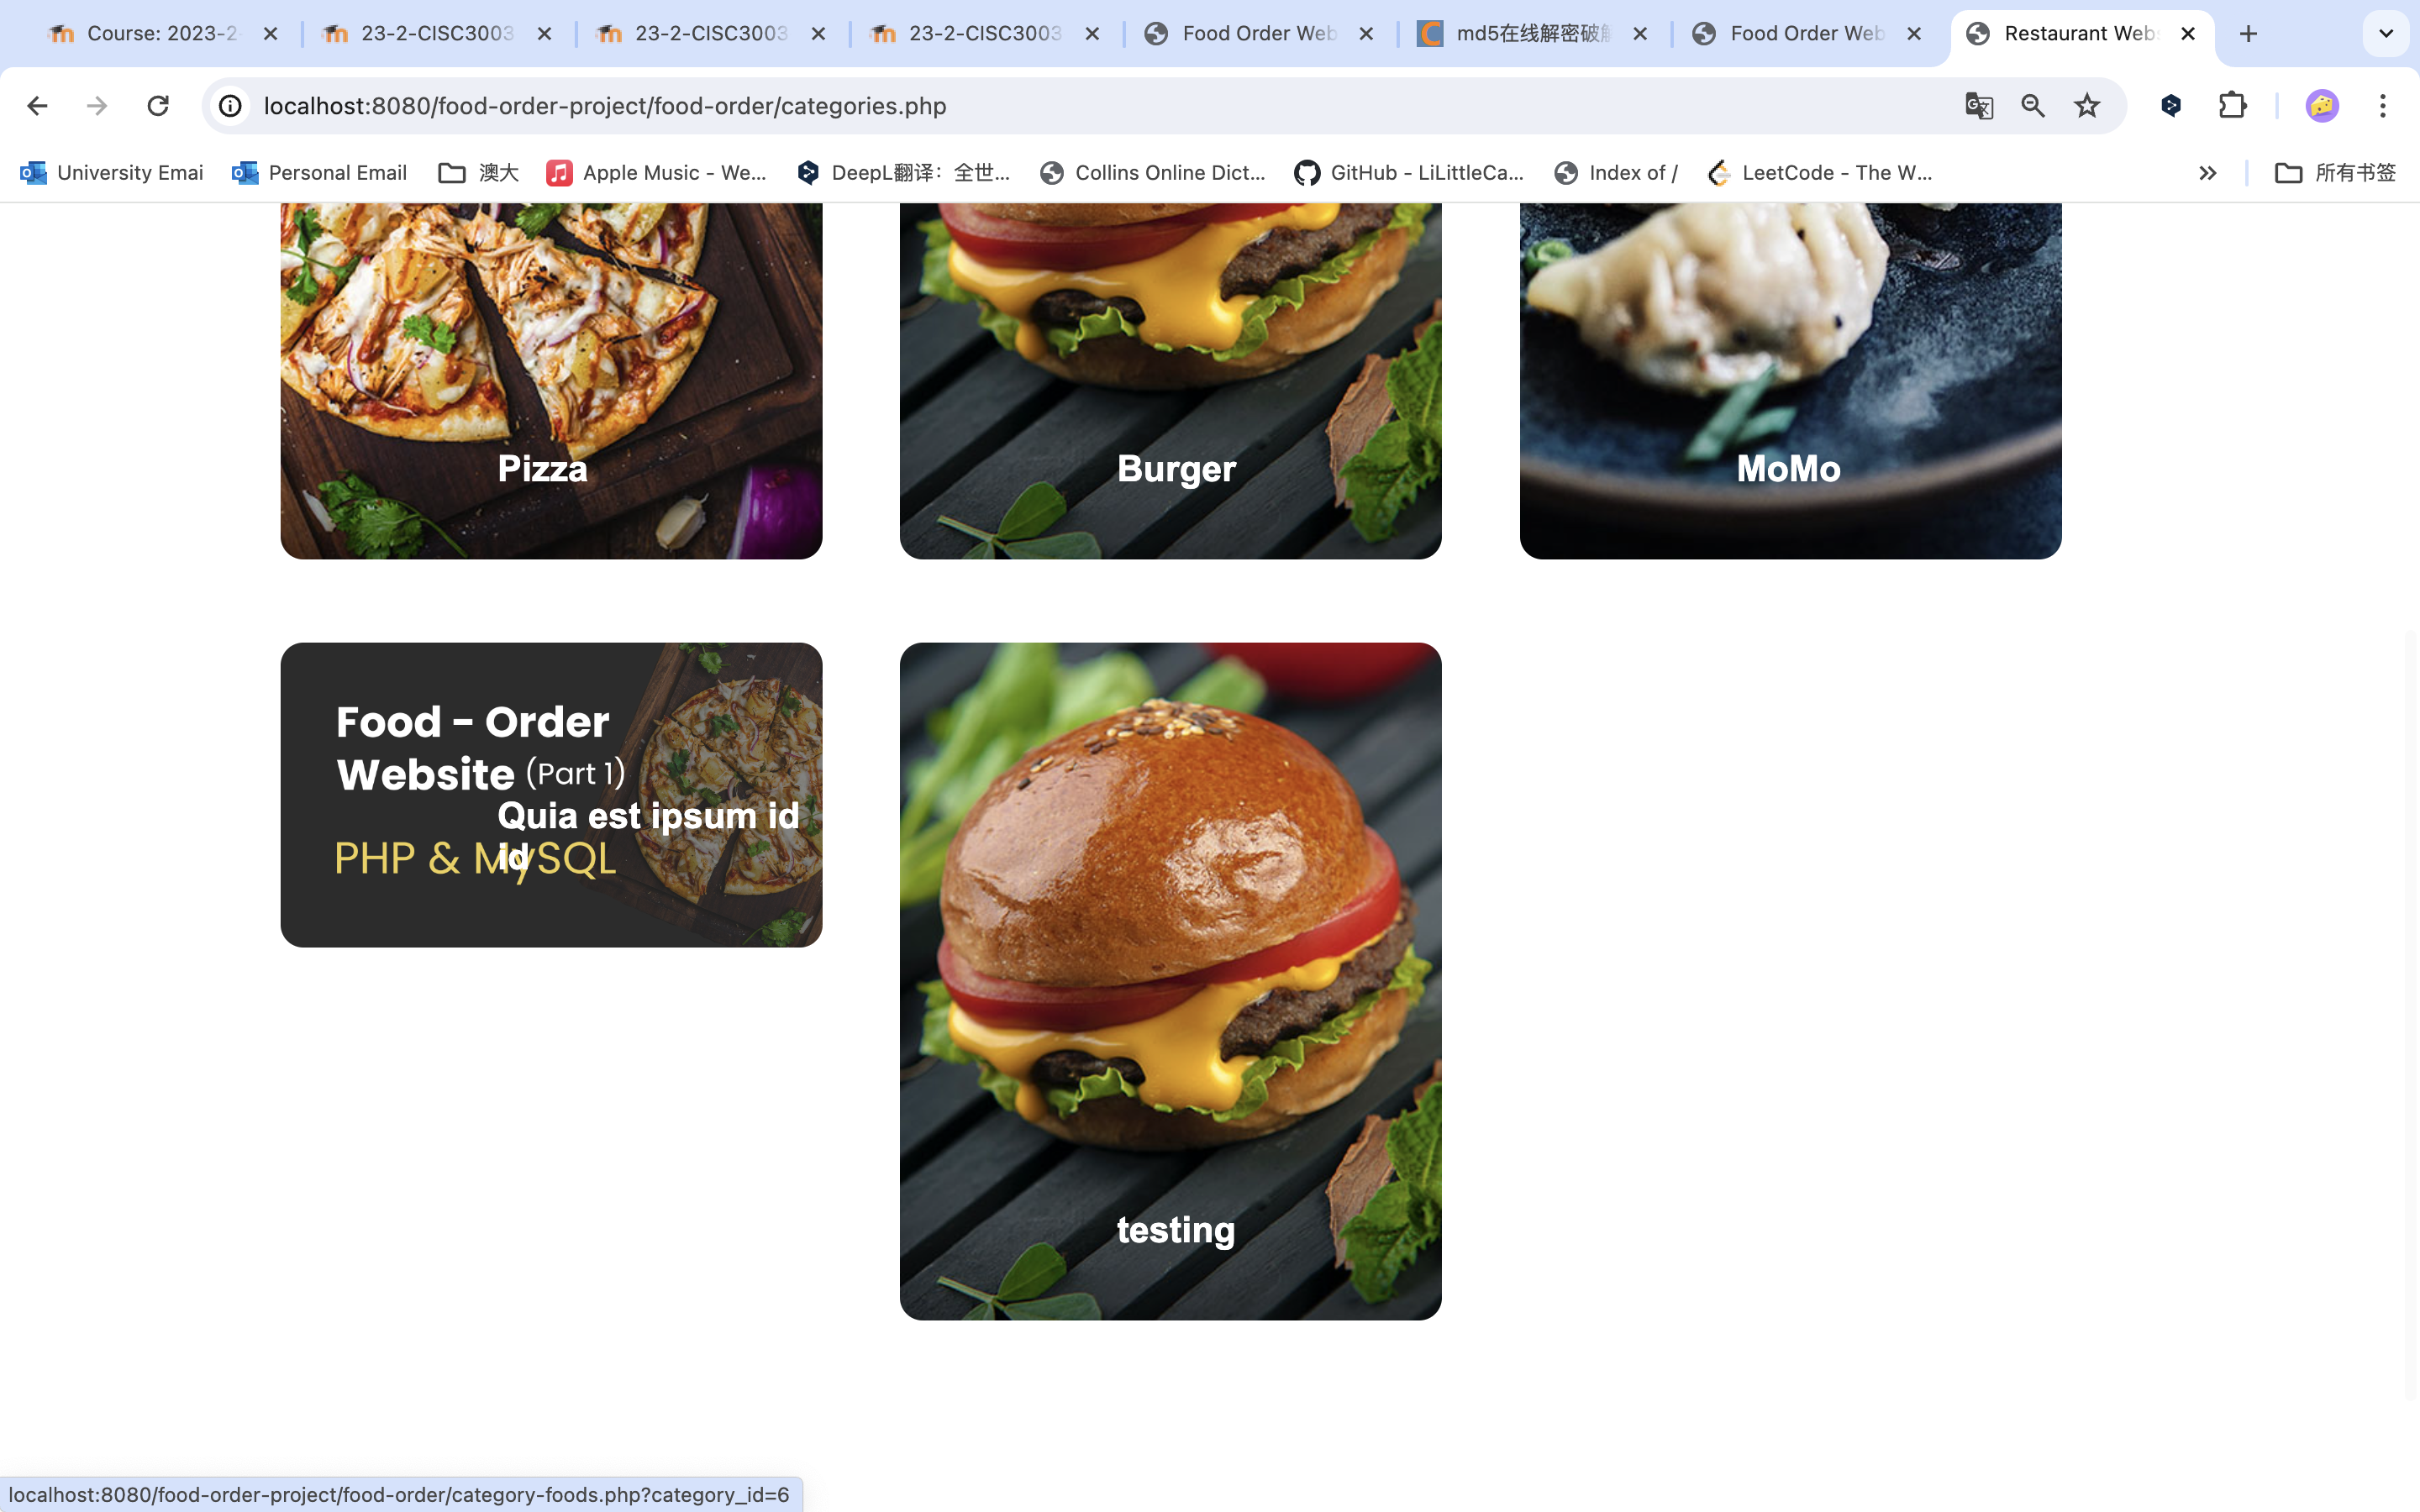 Course: 2023-2-
23-2-CISC3003
23-2-CISC3003
23-2-CISC3003
Food Order Web
md5在线解密破解
Food Order Web
Restaurant Webs
localhost:8080/food-order-project/food-order/categories.php
University Emai
Personal Email
澳大
Apple Music - We...
DeepL翻译：全世...
Collins Online Dict...
GitHub - LiLittleCa...
Index of /
LeetCode - The W...
所有书签
Pizza
Burger
MoMo
Food - Order
Website (Part 1)
Quia est ipsum id
id
PHP & MySQL
testing
localhost:8080/food-order-project/food-order/category-foods.php?category_id=6